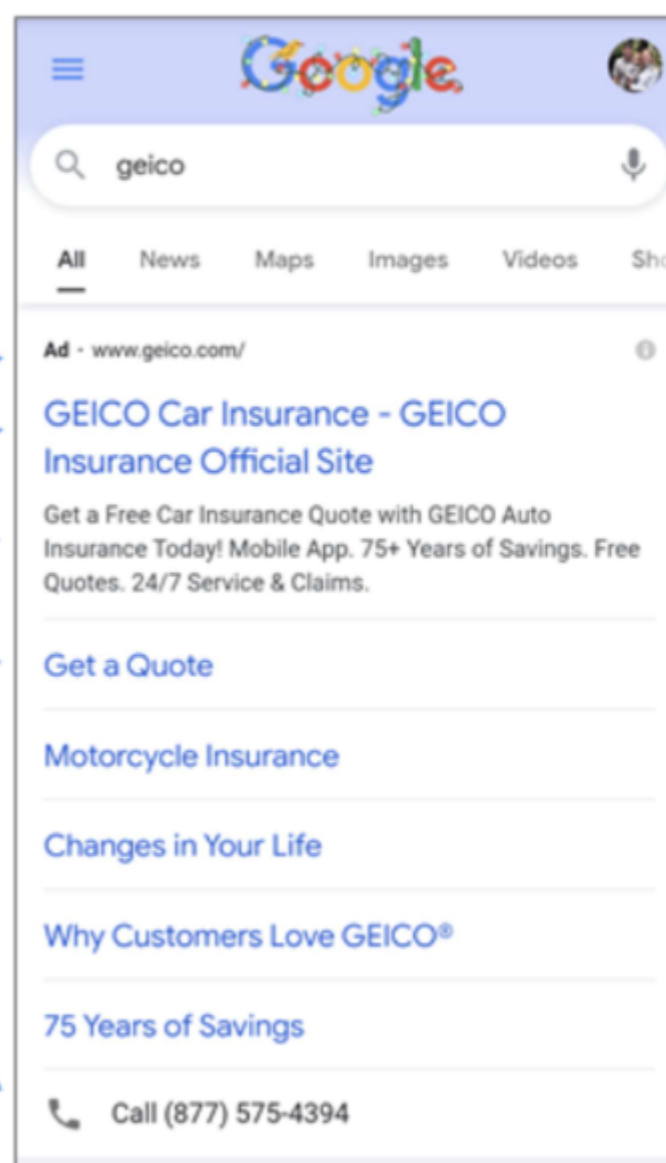 Google
geico
All News Maps Images Videos Sho
Ad · www.geico.com/
GEICO Car Insurance - GEICO
Insurance Official Site
Get a Free Car Insurance Quote with GEICO Auto
Insurance Today! Mobile App. 75+ Years of Savings. Free
Quotes. 24/7 Service & Claims.
Get a Quote
Motorcycle Insurance
Changes in Your Life
Why Customers Love GEICO®
75 Years of Savings
Call (877) 575-4394